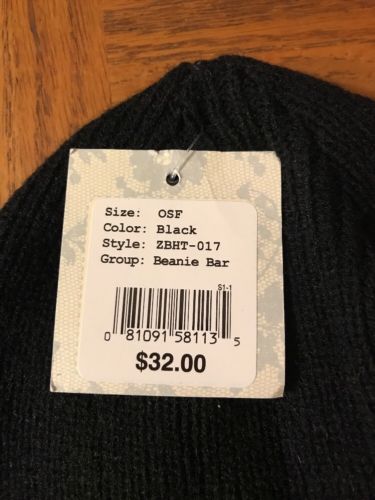 Size: OSF
Color: Black
Style: ZBHT-017
Group: Beanie Bar
S1-1
0 81091 58113 5
$32.00